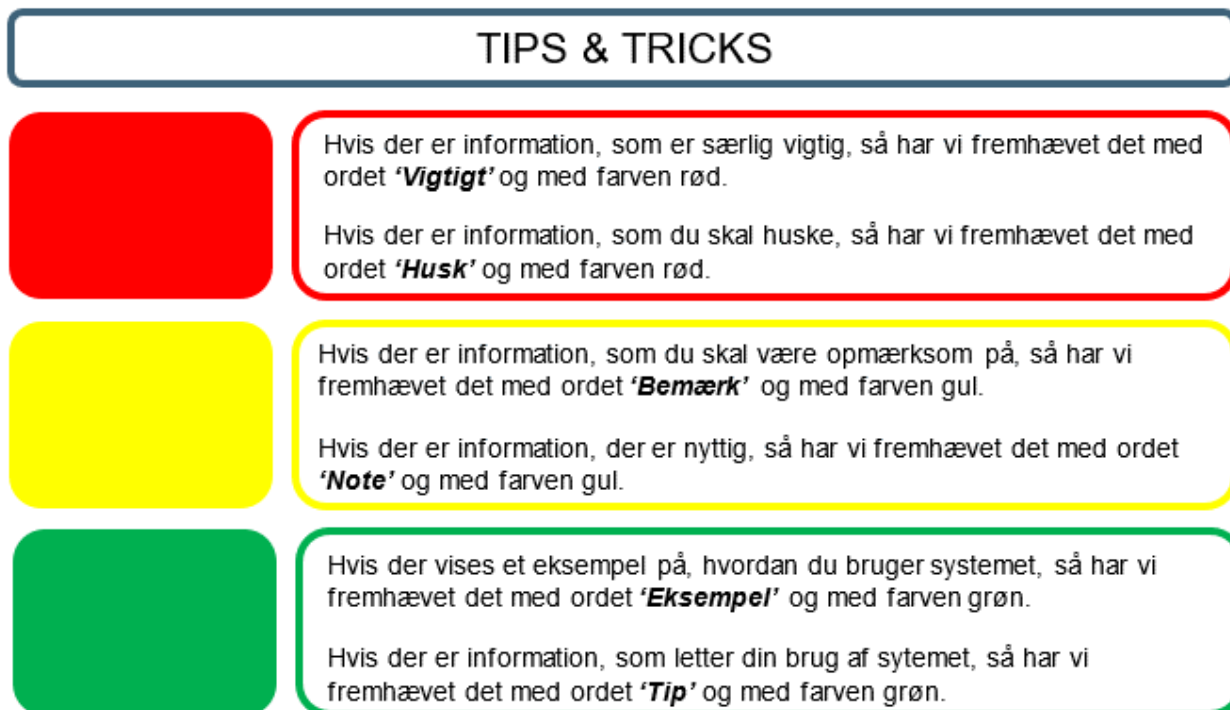 TIPS & TRICKS
Hvis der er information, som er særlig vigtig, så har vi fremhævet det med
ordet ‘Vigtigt’ og med farven rød.
Hvis der er information, som du skal huske, så har vi fremhævet det med
ordet ‘Husk’ og med farven rød.
Hvis der er information, som du skal være opmærksom på, så har vi
fremhævet det med ordet ‘Bemærk’ og med farven gul.
Hvis der er information, der er nyttig, så har vi fremhævet det med ordet
‘Note’ og med farven gul.
Hvis der vises et eksempel på, hvordan du bruger systemet, så har vi
fremhævet det med ordet ‘Eksempel’ og med farven grøn.
Hvis der er information, som letter din brug af sytemet, så har vi
fremhævet det med ordet ‘Tip’ og med farven grøn.